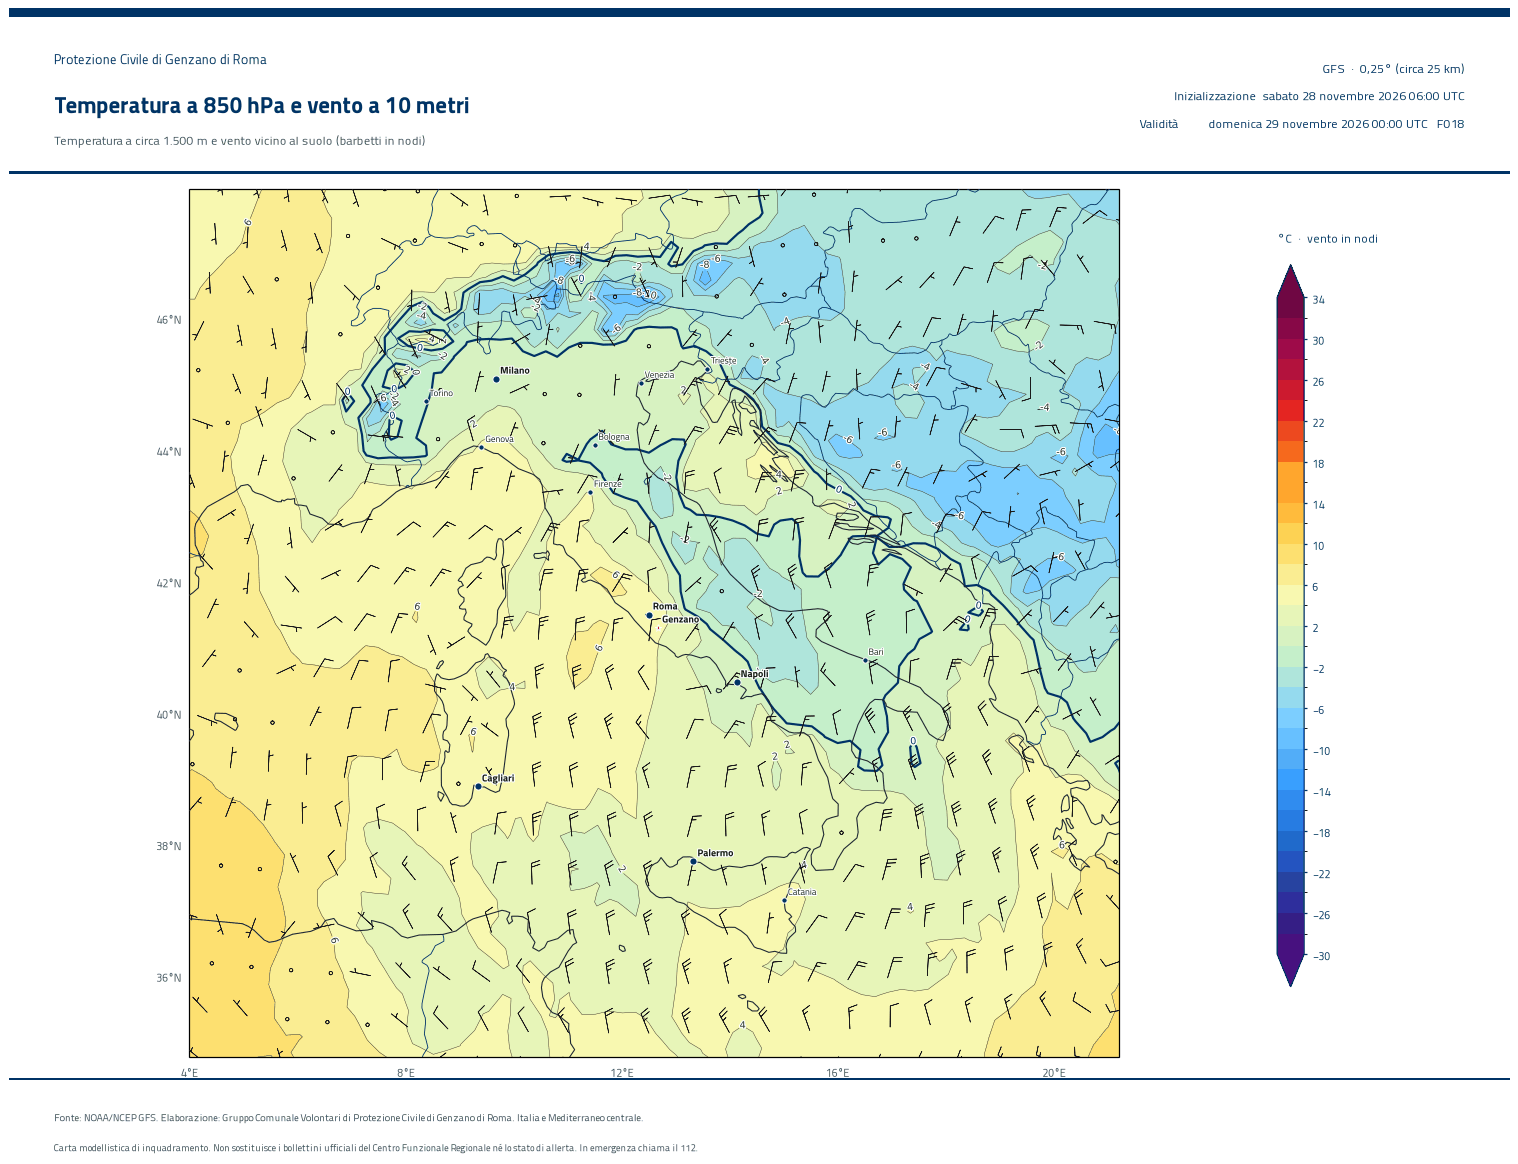 Protezione Civile di Genzano di Roma
Temperatura a 850 hPa e vento a 10 metri
Temperatura a circa 1.500 m e vento vicino al suolo (barbetti in nodi)
GFS · 0,25° (circa 25 km)
Inizializzazione sabato 28 novembre 2026 06:00 UTC
Validità domenica 29 novembre 2026 00:00 UTC F018
°C · vento in nodi
34
30
26
22
18
14
10
6
2
−2
−6
−10
−14
−18
−22
−26
−30
46°N
44°N
42°N
40°N
38°N
36°N
4°E
8°E
12°E
16°E
20°E
Milano
Torino
Venezia
Trieste
Genova
Bologna
Firenze
Roma
Genzano
Napoli
Bari
Cagliari
Palermo
Catania
Fonte: NOAA/NCEP GFS. Elaborazione: Gruppo Comunale Volontari di Protezione Civile di Genzano di Roma. Italia e Mediterraneo centrale.
Carta modellistica di inquadramento. Non sostituisce i bollettini ufficiali del Centro Funzionale Regionale né lo stato di allerta. In emergenza chiama il 112.